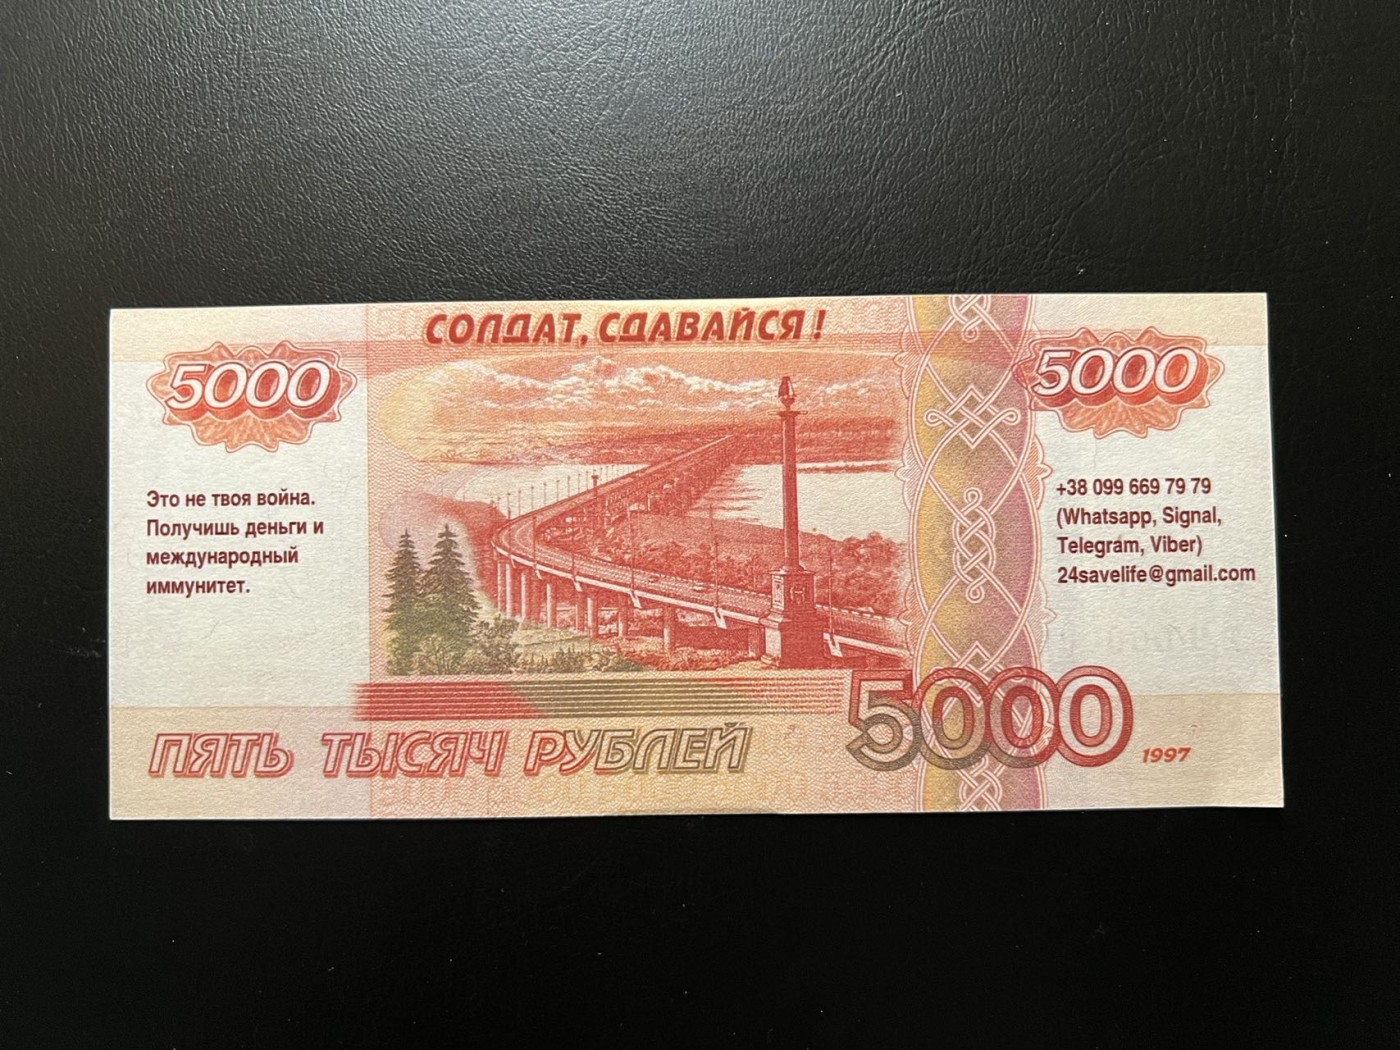 СОЛДАТ, СДАВАЙСЯ!
5000
5000
Это не твоя война.
Получишь деньги и
международный
иммунитет.
+38 099 669 79 79
(Whatsapp, Signal,
Telegram, Viber)
24savelife@gmail.com
5000
ПЯТЬ ТЫСЯЧ РУБЛЕЙ
1997